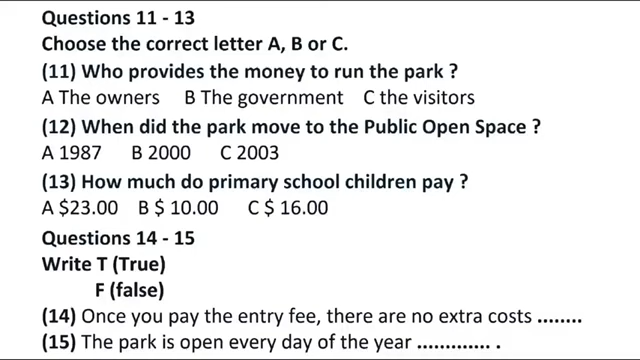 Questions 11 - 13
Choose the correct letter A, B or C.
(11) Who provides the money to run the park ?
A The owners B The government C the visitors
(12) When did the park move to the Public Open Space ?
A 1987 B 2000 C 2003
(13) How much do primary school children pay ?
A $23.00 B $ 10.00 C $ 16.00
Questions 14 - 15
Write T (True)
F (false)
(14) Once you pay the entry fee, there are no extra costs ........
(15) The park is open every day of the year ............. .